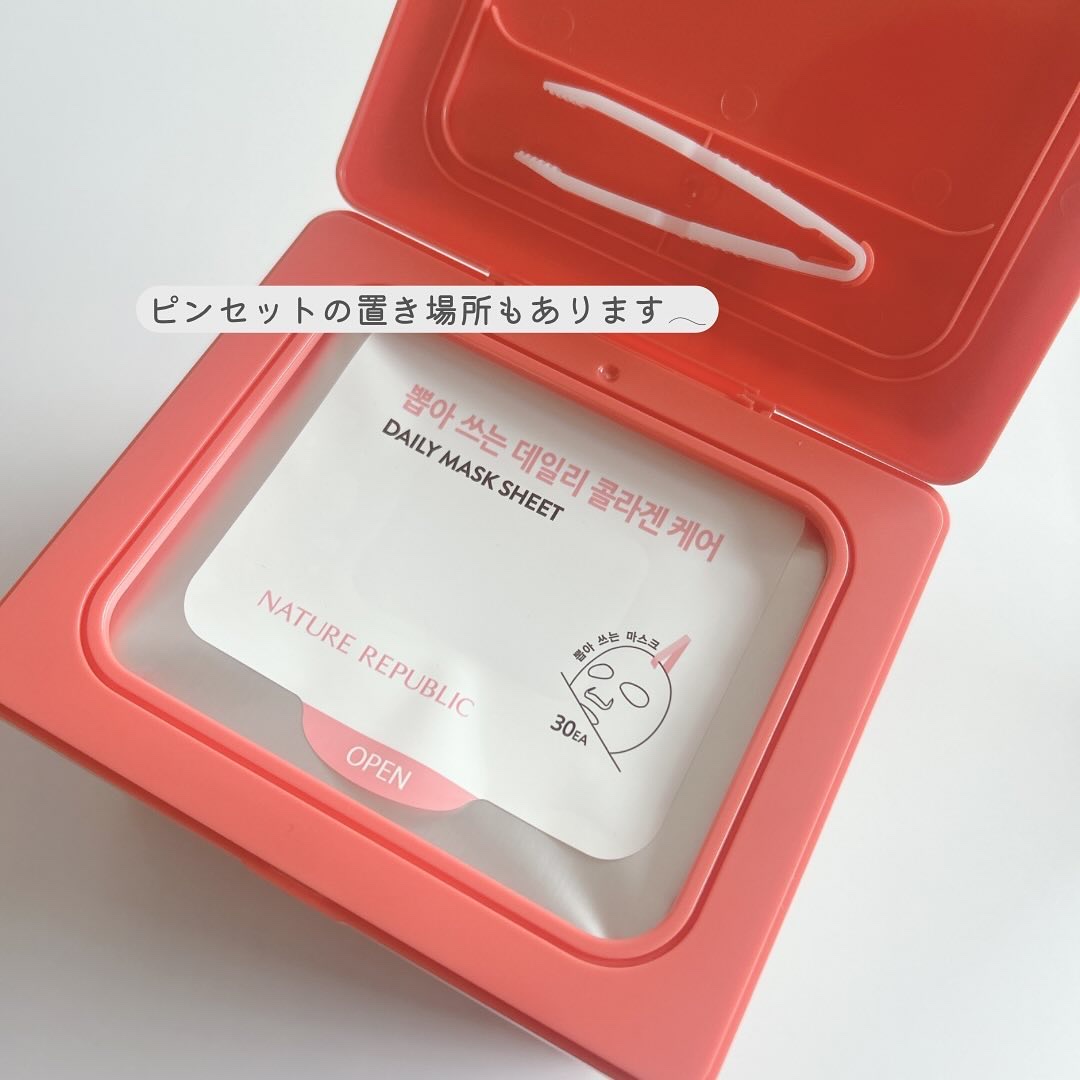 ピンセットの置き場所もあります
뽑아 쓰는 데일리 콜라겐 케어
DAILY MASK SHEET
NATURE REPUBLIC
뽑아 쓰는 마스크
30EA
OPEN